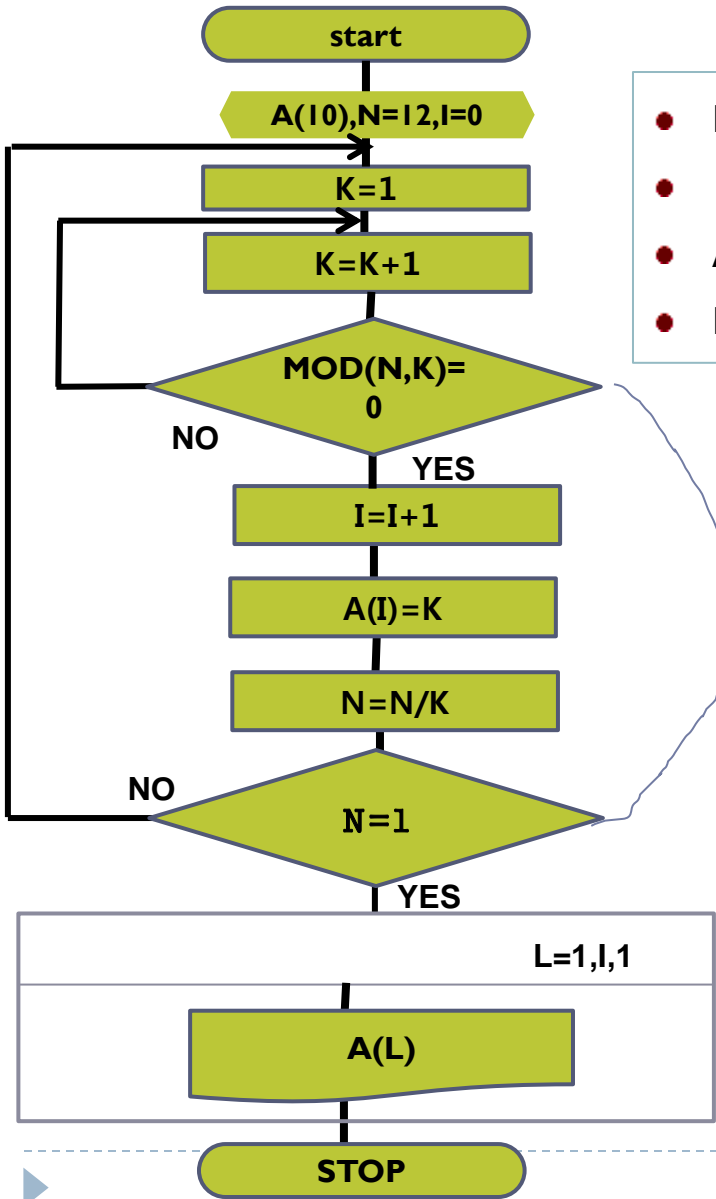 start
A(10),N=12,I=0
K=1
K=K+1
MOD(N,K)=
0
NO
YES
I=I+1
A(I)=K
N=N/K
NO
N=1
YES
L=1,I,1
A(L)
STOP